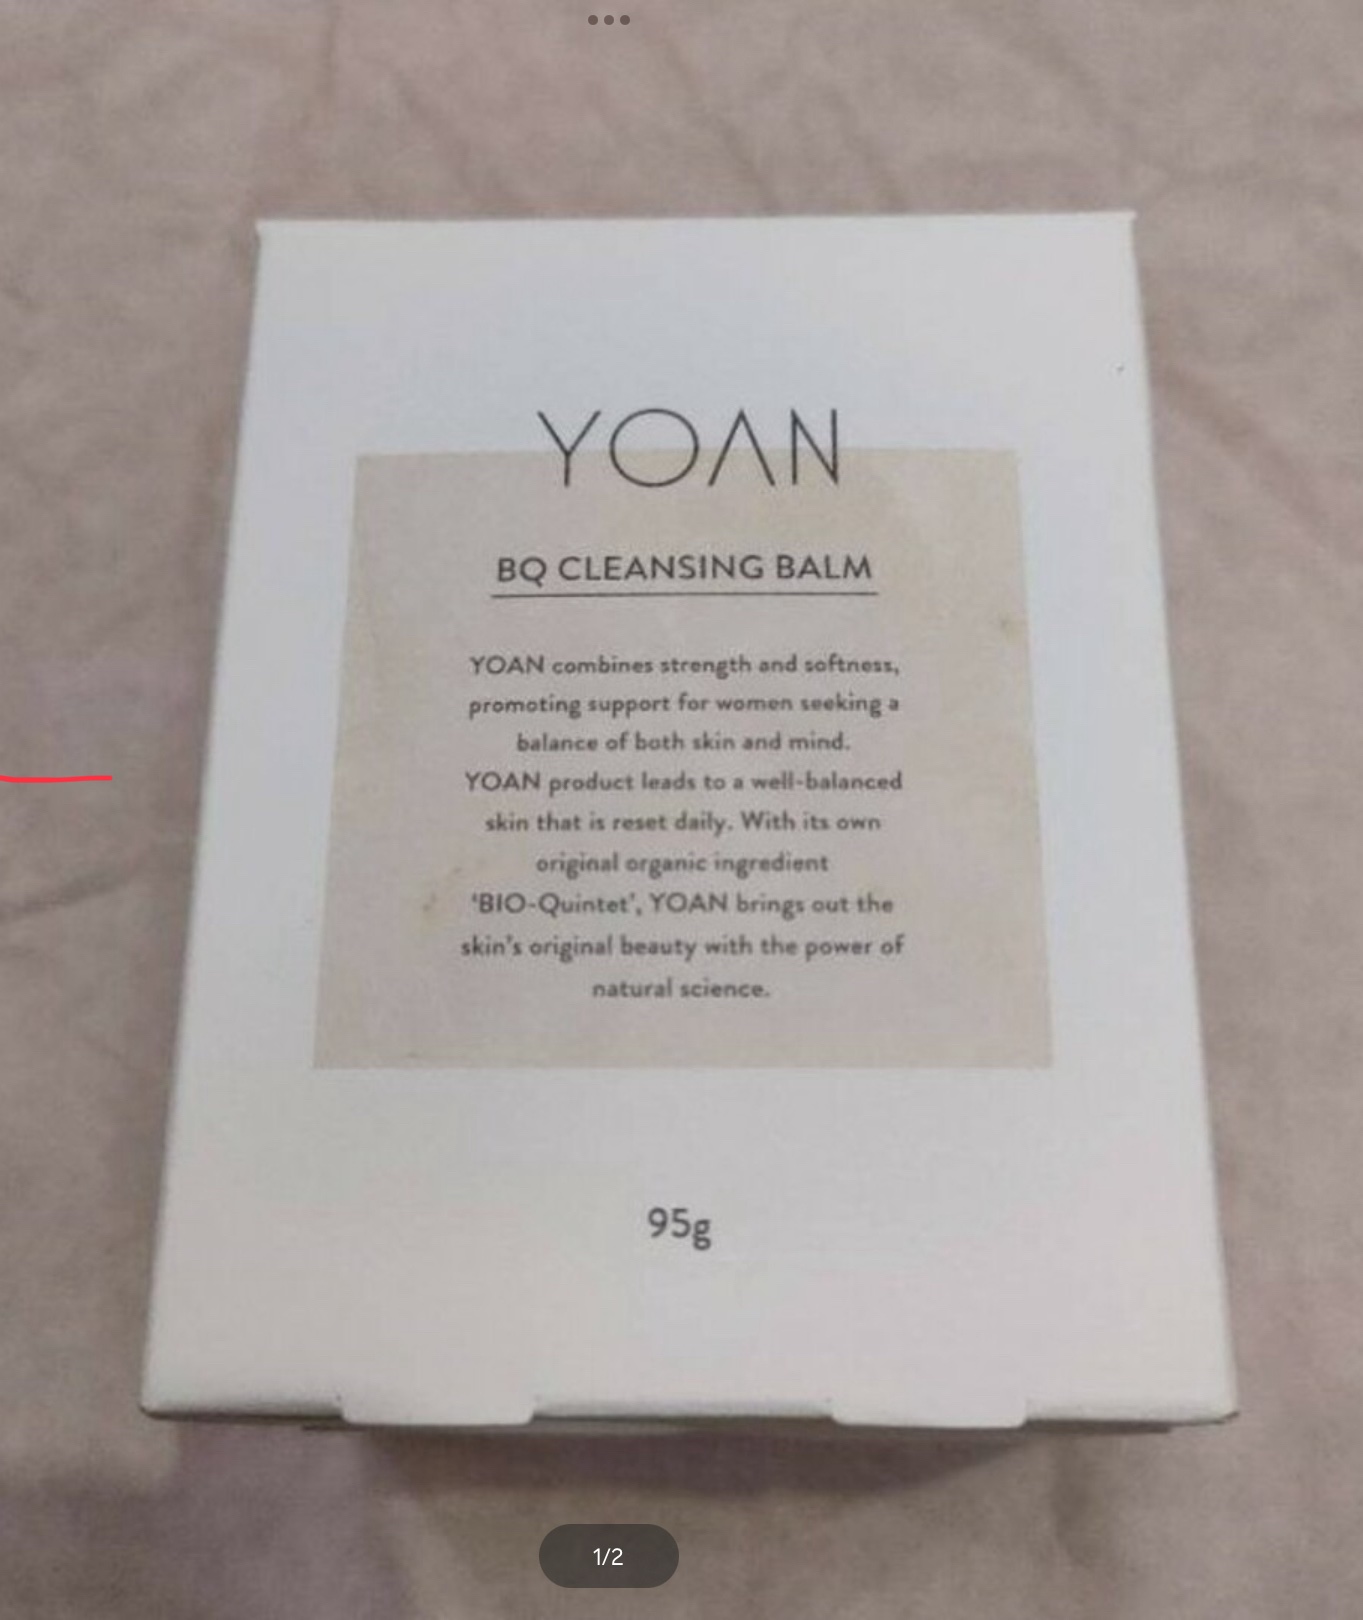 YOAN
BQ CLEANSING BALM
YOAN combines strength and softness,
promoting support for women seeking a
balance of both skin and mind.
YOAN product leads to a well-balanced
skin that is reset daily. With its own
original organic ingredient
‘BIO-Quintet’, YOAN brings out the
skin's original beauty with the power of
natural science.
95g
1/2